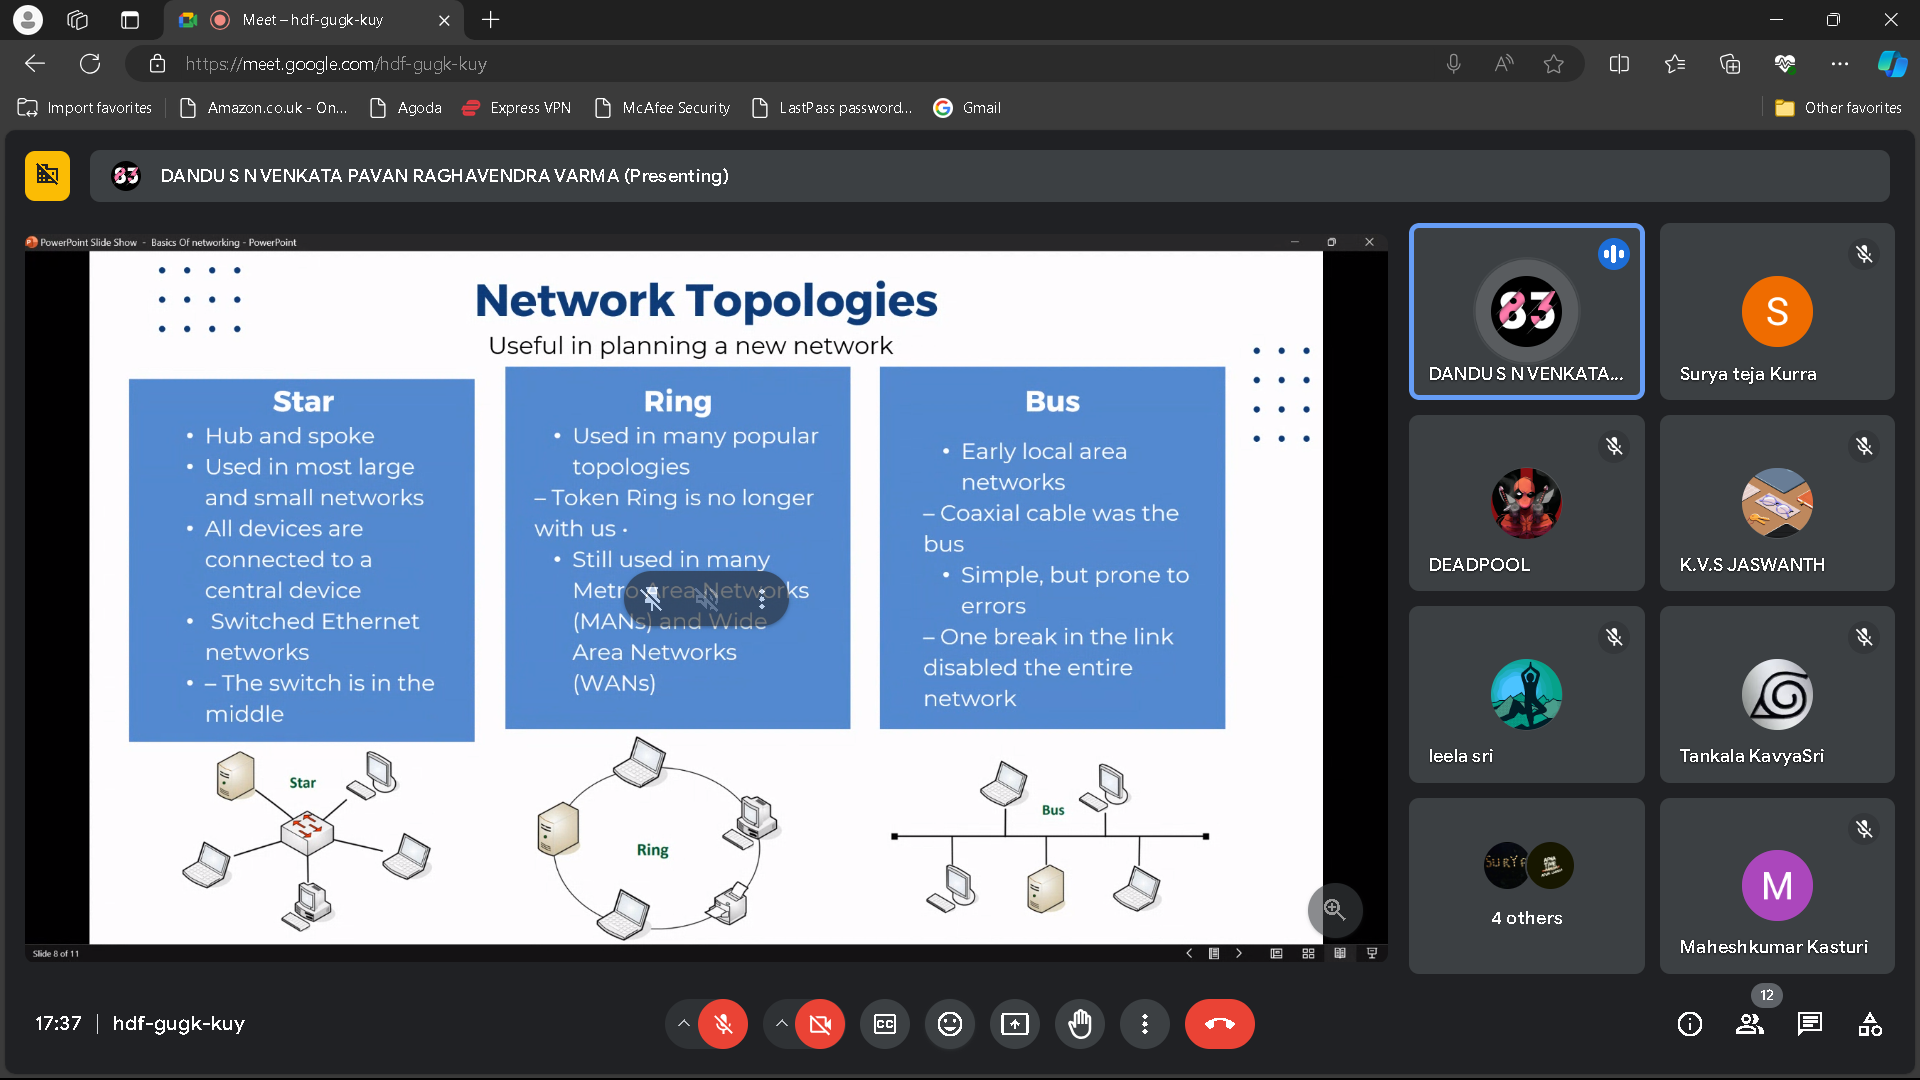 Meet – hdf-gugk-kuy
https://meet.google.com/hdf-gugk-kuy
Import favorites
Amazon.co.uk - On...
Agoda
Express VPN
McAfee Security
LastPass password...
Gmail
Other favorites
83
DANDU S N VENKATA PAVAN RAGHAVENDRA VARMA (Presenting)
PowerPoint Slide Show - Basics Of networking - PowerPoint
Network Topologies
Useful in planning a new network
Star
• Hub and spoke
• Used in most large
and small networks
• All devices are
connected to a
central device
• Switched Ethernet
networks
• – The switch is in the
middle
Ring
• Used in many popular
topologies
– Token Ring is no longer
with us •
• Still used in many
Metro Area Networks
(MANs) and Wide
Area Networks
(WANs)
Bus
• Early local area
networks
– Coaxial cable was the
bus
• Simple, but prone to
errors
– One break in the link
disabled the entire
network
Star
Ring
Bus
Slide 8 of 11
83
DANDU S N VENKATA...
S
Surya teja Kurra
DEADPOOL
K.V.S JASWANTH
leela sri
Tankala KavyaSri
SURYA
4 others
M
Maheshkumar Kasturi
17:37
hdf-gugk-kuy
CC
12